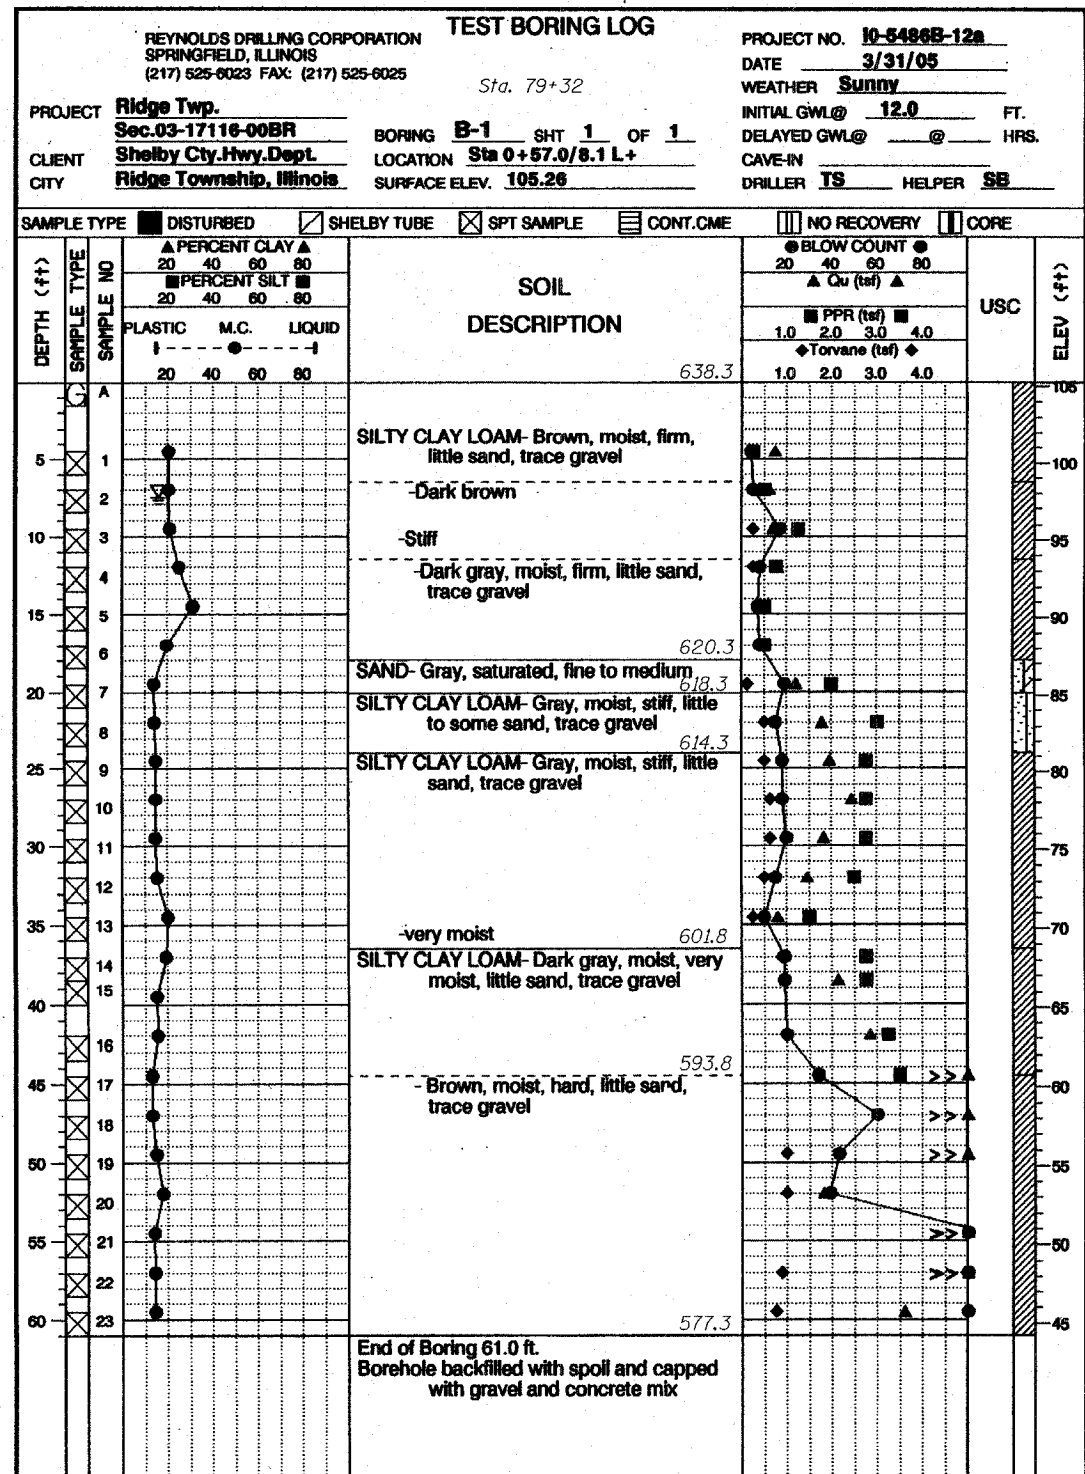 TEST BORING LOG
REYNOLDS DRILLING CORPORATION
SPRINGFIELD, ILLINOIS
(217) 525-6023 FAX: (217) 525-6025
Sta. 79+32
PROJECT NO. I0-5486B-12a
DATE 3/31/05
WEATHER Sunny
INITIAL GWL@ 12.0 FT.
DELAYED GWL@ @ HRS.
CAVE-IN
DRILLER TS HELPER SB
PROJECT Ridge Twp.
Sec.03-17116-00BR
CLIENT Shelby Cty.Hwy.Dept.
CITY Ridge Township, Illinois
BORING B-1 SHT 1 OF 1
LOCATION Sta 0+57.0/8.1 L+
SURFACE ELEV. 105.26
SAMPLE TYPE DISTURBED SHELBY TUBE SPT SAMPLE CONT.CME NO RECOVERY CORE
DEPTH (ft)
SAMPLE TYPE
SAMPLE NO
PERCENT CLAY
20 40 60 80
PERCENT SILT
20 40 60 80
PLASTIC M.C. LIQUID
20 40 60 80
SOIL
DESCRIPTION
638.3
BLOW COUNT
20 40 60 80
Qu (tsf)
PPR (tsf)
1.0 2.0 3.0 4.0
Torvane (tsf)
1.0 2.0 3.0 4.0
USC
ELEV (ft)
G A 105
SILTY CLAY LOAM- Brown, moist, firm,
little sand, trace gravel
5 1 100
-Dark brown
2
-Stiff
10 3 95
-Dark gray, moist, firm, little sand,
trace gravel
4
15 5 90
6 620.3
SAND- Gray, saturated, fine to medium
618.3
20 7 85
SILTY CLAY LOAM- Gray, moist, stiff, little
to some sand, trace gravel
8
614.3
SILTY CLAY LOAM- Gray, moist, stiff, little
sand, trace gravel
25 9 80
10
30 11 75
12
35 13 70
-very moist 601.8
SILTY CLAY LOAM- Dark gray, moist, very
moist, little sand, trace gravel
14
15
40 65
16
593.8
>>
45 17 60
- Brown, moist, hard, little sand,
trace gravel
18 >>
50 19 >> 55
20
55 21 >> 50
22 >>
60 23 577.3 45
End of Boring 61.0 ft.
Borehole backfilled with spoil and capped
with gravel and concrete mix